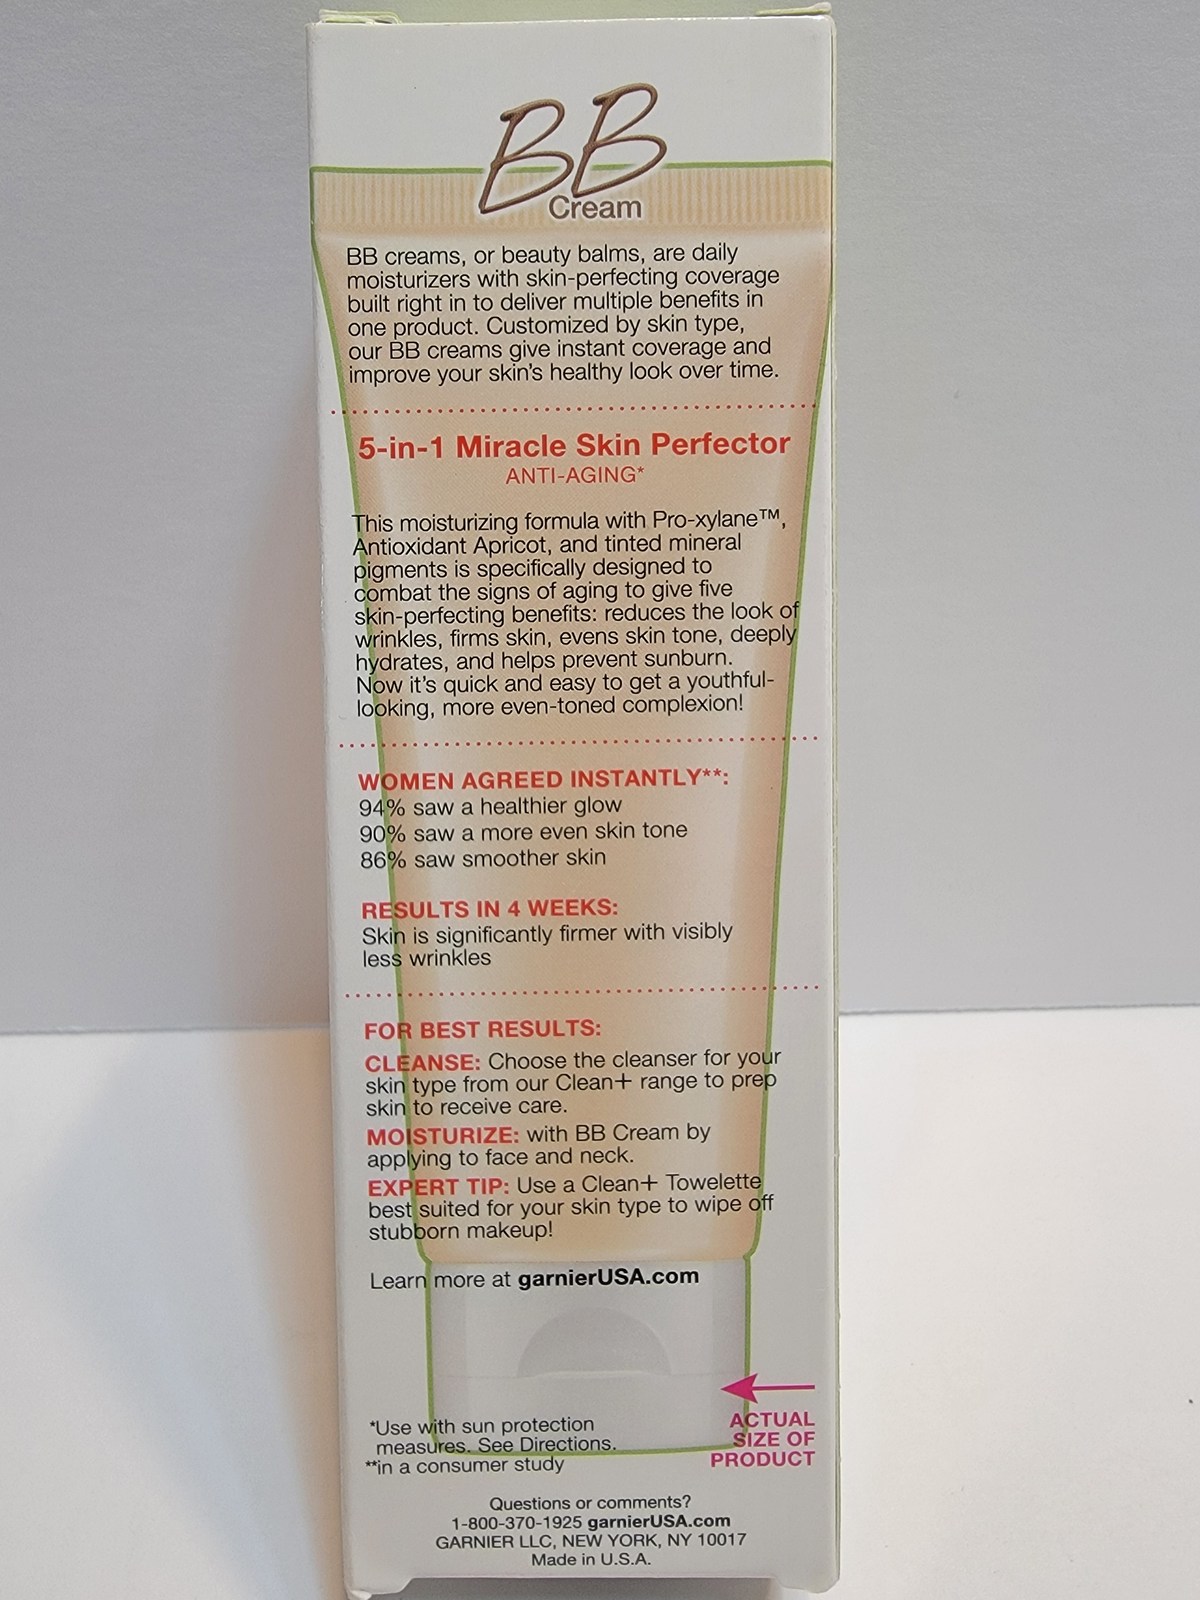 BB
Cream
BB creams, or beauty balms, are daily
moisturizers with skin-perfecting coverage
built right in to deliver multiple benefits in
one product. Customized by skin type,
our BB creams give instant coverage and
improve your skin's healthy look over time.
5-in-1 Miracle Skin Perfector
ANTI-AGING*
This moisturizing formula with Pro-xylane™,
Antioxidant Apricot, and tinted mineral
pigments is specifically designed to
combat the signs of aging to give five
skin-perfecting benefits: reduces the look of
wrinkles, firms skin, evens skin tone, deeply
hydrates, and helps prevent sunburn.
Now it's quick and easy to get a youthful-
looking, more even-toned complexion!
WOMEN AGREED INSTANTLY**:
94% saw a healthier glow
90% saw a more even skin tone
86% saw smoother skin
RESULTS IN 4 WEEKS:
Skin is significantly firmer with visibly
less wrinkles
FOR BEST RESULTS:
CLEANSE: Choose the cleanser for your
skin type from our Clean+ range to prep
skin to receive care.
MOISTURIZE: with BB Cream by
applying to face and neck.
EXPERT TIP: Use a Clean+ Towelette
best suited for your skin type to wipe off
stubborn makeup!
Learn more at garnierUSA.com
*Use with sun protection
measures. See Directions.
**in a consumer study
ACTUAL
SIZE OF
PRODUCT
Questions or comments?
1-800-370-1925 garnierUSA.com
GARNIER LLC, NEW YORK, NY 10017
Made in U.S.A.